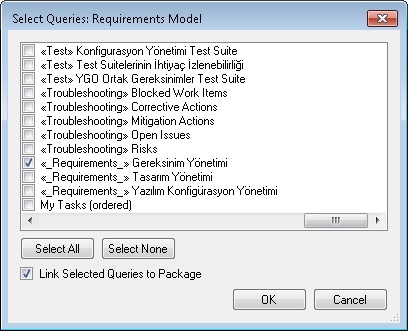 Select Queries: Requirements Model
«Test» Konfigurasyon Yönetimi Test Suite
«Test» Test Suitelerinin İhtiyaç İzlenebilirliği
«Test» YGO Ortak Gereksinimler Test Suite
«Troubleshooting» Blocked Work Items
«Troubleshooting» Corrective Actions
«Troubleshooting» Mitigation Actions
«Troubleshooting» Open Issues
«Troubleshooting» Risks
«_Requirements_» Gereksinim Yönetimi
«_Requirements_» Tasarım Yönetimi
«_Requirements_» Yazılım Konfigürasyon Yönetimi
My Tasks (ordered)
Select All
Select None
Link Selected Queries to Package
OK
Cancel